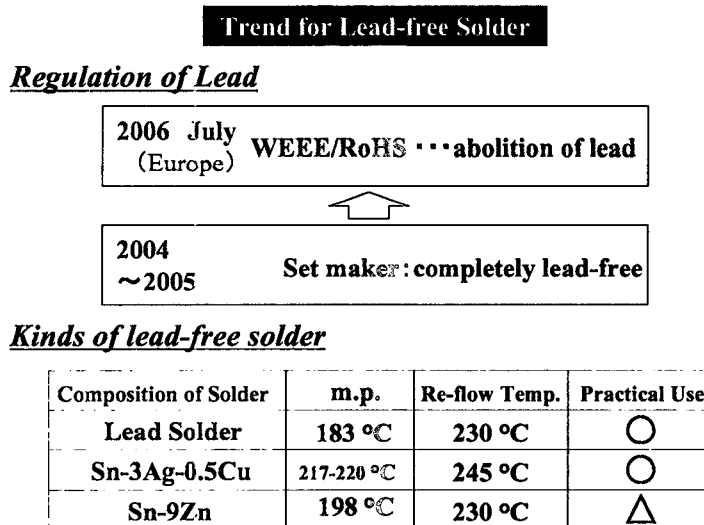 Trend for Lead-free Solder
Regulation of Lead
2006 July
(Europe)
WEEE/RoHS ···abolition of lead
2004
~2005
Set maker:completely lead-free
Kinds of lead-free solder
Composition of Solder m.p. Re-flow Temp. Practical Use
Lead Solder 183 °C 230 °C ○
Sn-3Ag-0.5Cu 217-220 °C 245 °C ○
Sn-9Zn 198 °C 230 °C △